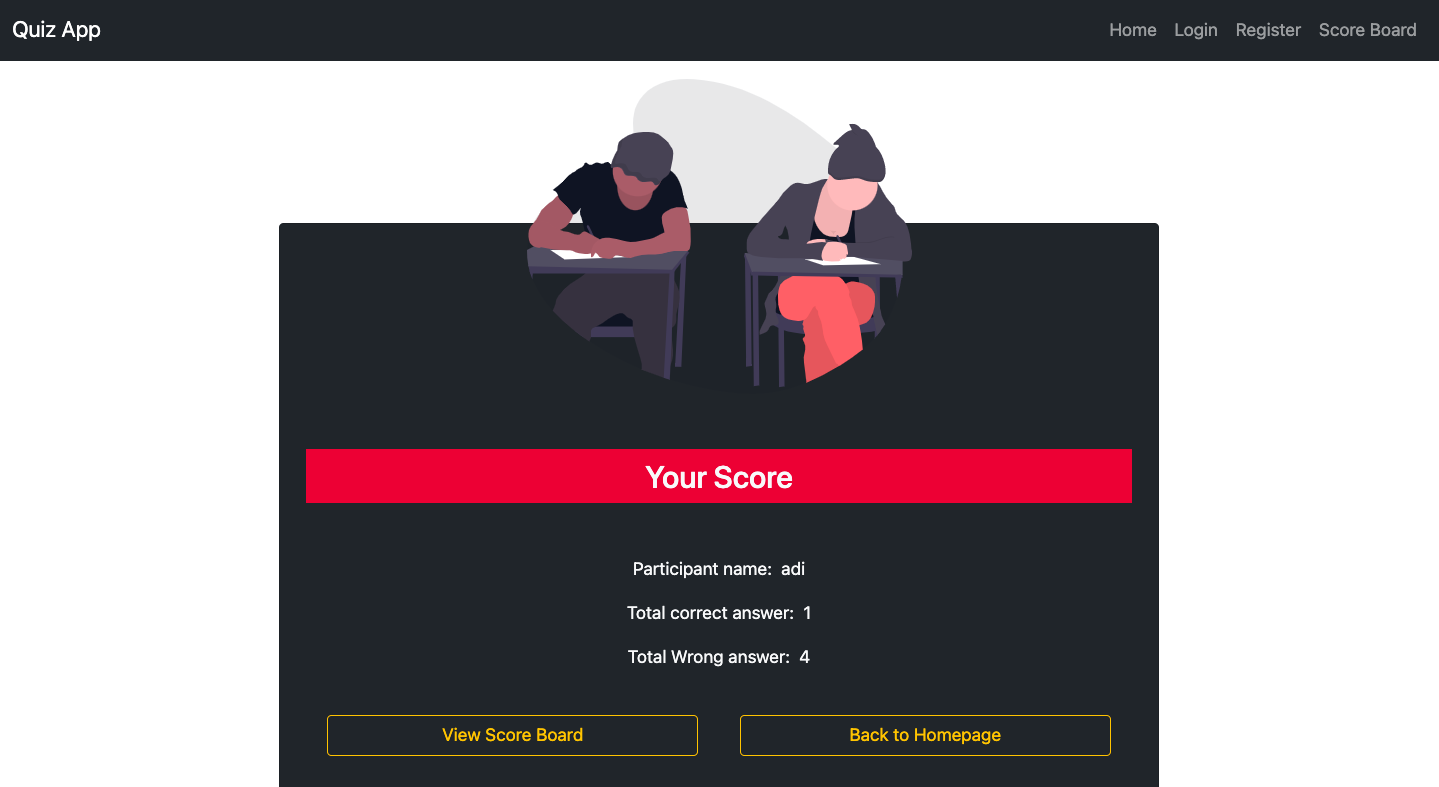 Quiz App Home Login Register Score Board
Your Score
Participant name: adi
Total correct answer: 1
Total Wrong answer: 4
View Score Board Back to Homepage